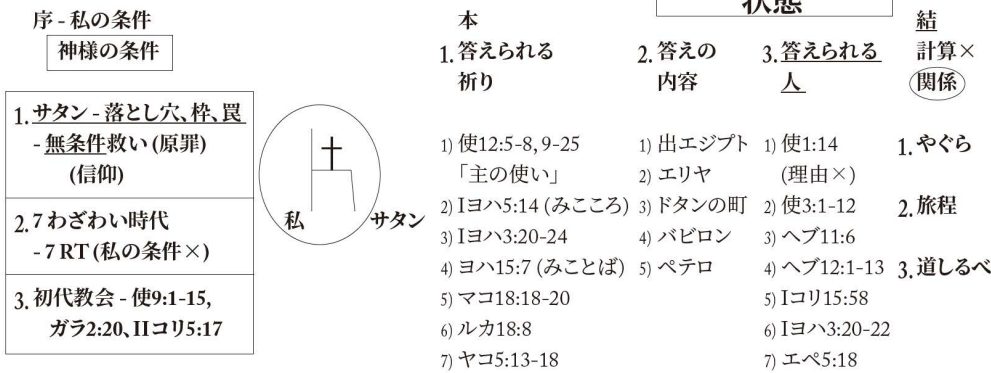 序 - 私の条件
神様の条件
1. サタン - 落とし穴、枠、罠
- 無条件救い (原罪)
(信仰)
2. 7 わざわい時代
- 7 RT (私の条件×)
3. 初代教会 - 使9:1-15,
ガラ2:20、IIコリ5:17
私
サタン
本
1. 答えられる
祈り
1) 使12:5-8, 9-25
「主の使い」
2) Iヨハ5:14 (みこころ)
3) Iヨハ3:20-24
4) ヨハ15:7 (みことば)
5) マコ18:18-20
6) ルカ18:8
7) ヤコ5:13-18
状態
2. 答えの
内容
1) 出エジプト
2) エリヤ
3) ドタンの町
4) バビロン
5) ペテロ
3. 答えられる
人
1) 使1:14
(理由×)
2) 使3:1-12
3) ヘブ11:6
4) ヘブ12:1-13
5) Iコリ15:58
6) Iヨハ3:20-22
7) エペ5:18
結
計算×
関係
1. やぐら
2. 旅程
3. 道しるべ